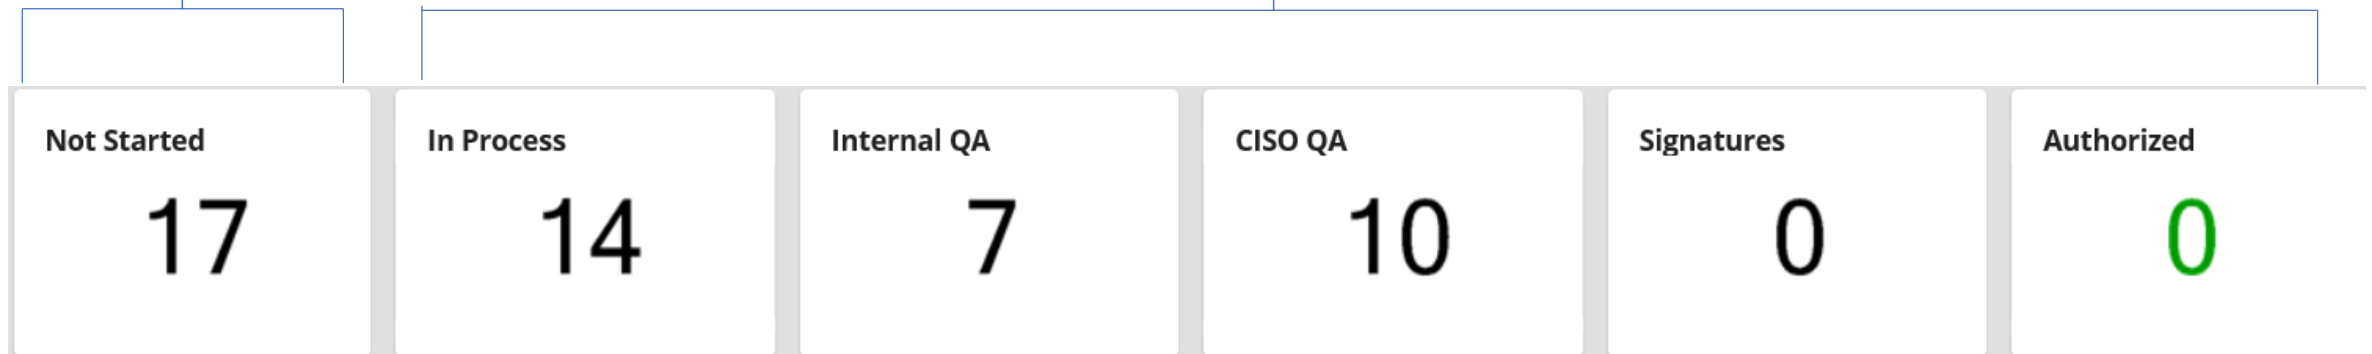 Not Started
In Process
Internal QA
CISO QA
Signatures
Authorized
17
14
7
10
0
0